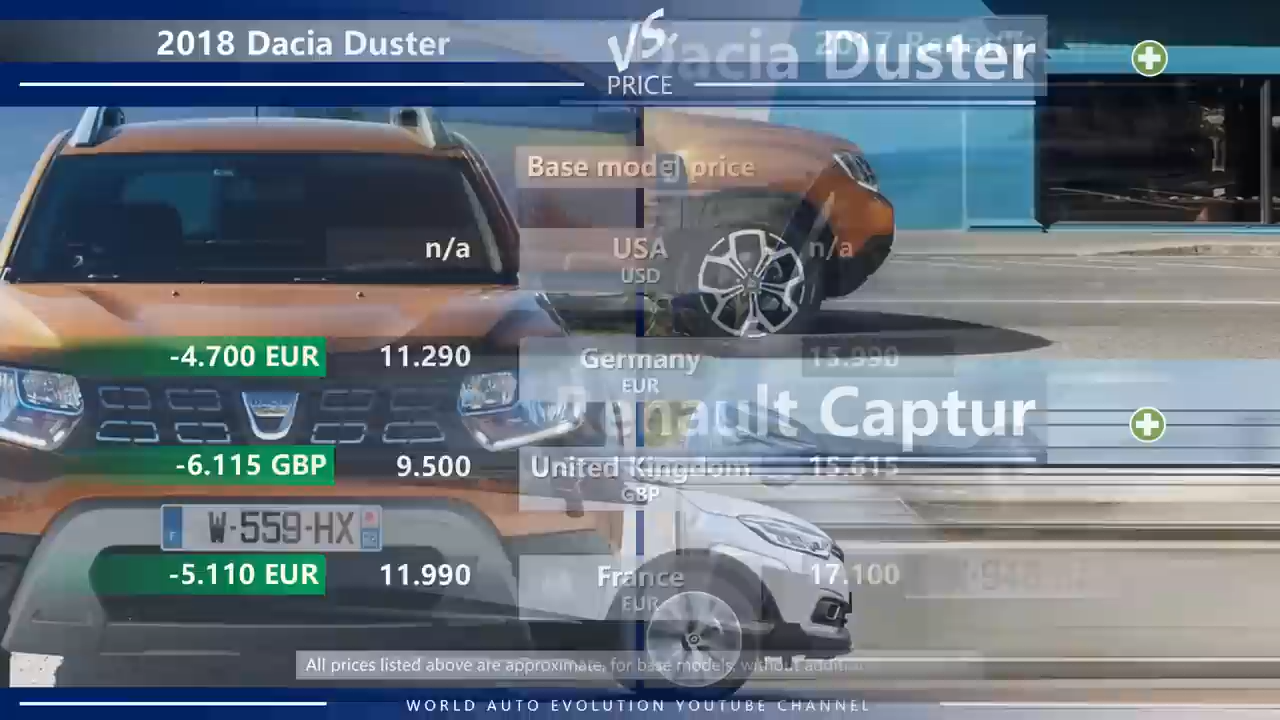 2018 Dacia Duster
VS.
PRICE
2017 Renault
Dacia Duster
Base model price
n/a
USA
n/a
USD
-4.700 EUR
11.290
Germany
15.990
EUR
Renault Captur
-6.115 GBP
9.500
United Kingdom
15.615
GBP
W-559-HX
-5.110 EUR
11.990
France
17.100
EUR
All prices listed above are approximate, for base models, without
WORLD AUTO EVOLUTION YOUTUBE CHANNEL